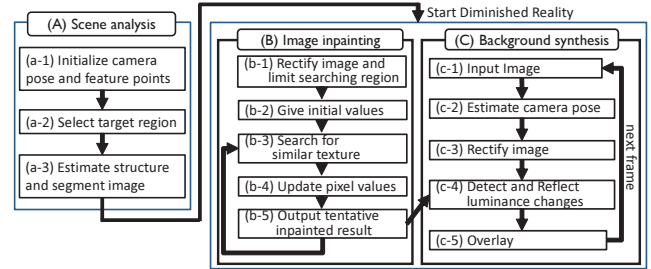 (A) Scene analysis
(a-1) Initialize camera
pose and feature points
(a-2) Select target region
(a-3) Estimate structure
and segment image
Start Diminished Reality
(B) Image inpainting
(b-1) Rectify image and
limit searching region
(b-2) Give initial values
(b-3) Search for
similar texture
(b-4) Update pixel values
(b-5) Output tentative
inpainted result
(C) Background synthesis
(c-1) Input Image
(c-2) Estimate camera pose
(c-3) Rectify image
(c-4) Detect and Reflect
luminance changes
(c-5) Overlay
next frame